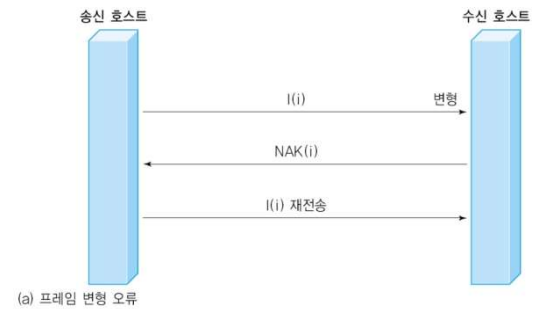 송신 호스트
수신 호스트
I(i)
변형
NAK(i)
I(i) 재전송
(a) 프레임 변형 오류